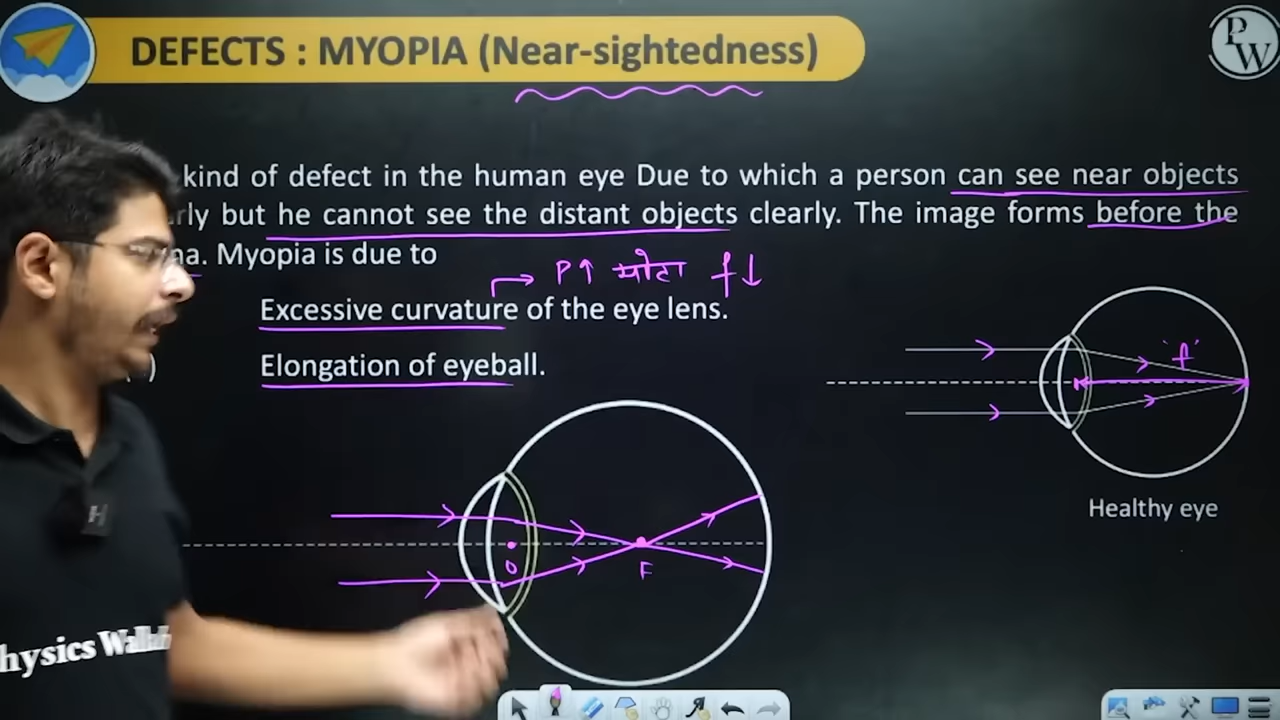 DEFECTS : MYOPIA (Near-sightedness)
PW
kind of defect in the human eye Due to which a person can see near objects
rly but he cannot see the distant objects clearly. The image forms before the
na. Myopia is due to
P↑ मोटा f↓
Excessive curvature of the eye lens.
)
Elongation of eyeball.
'f'
Healthy eye
O
F
H
hysics Wallah